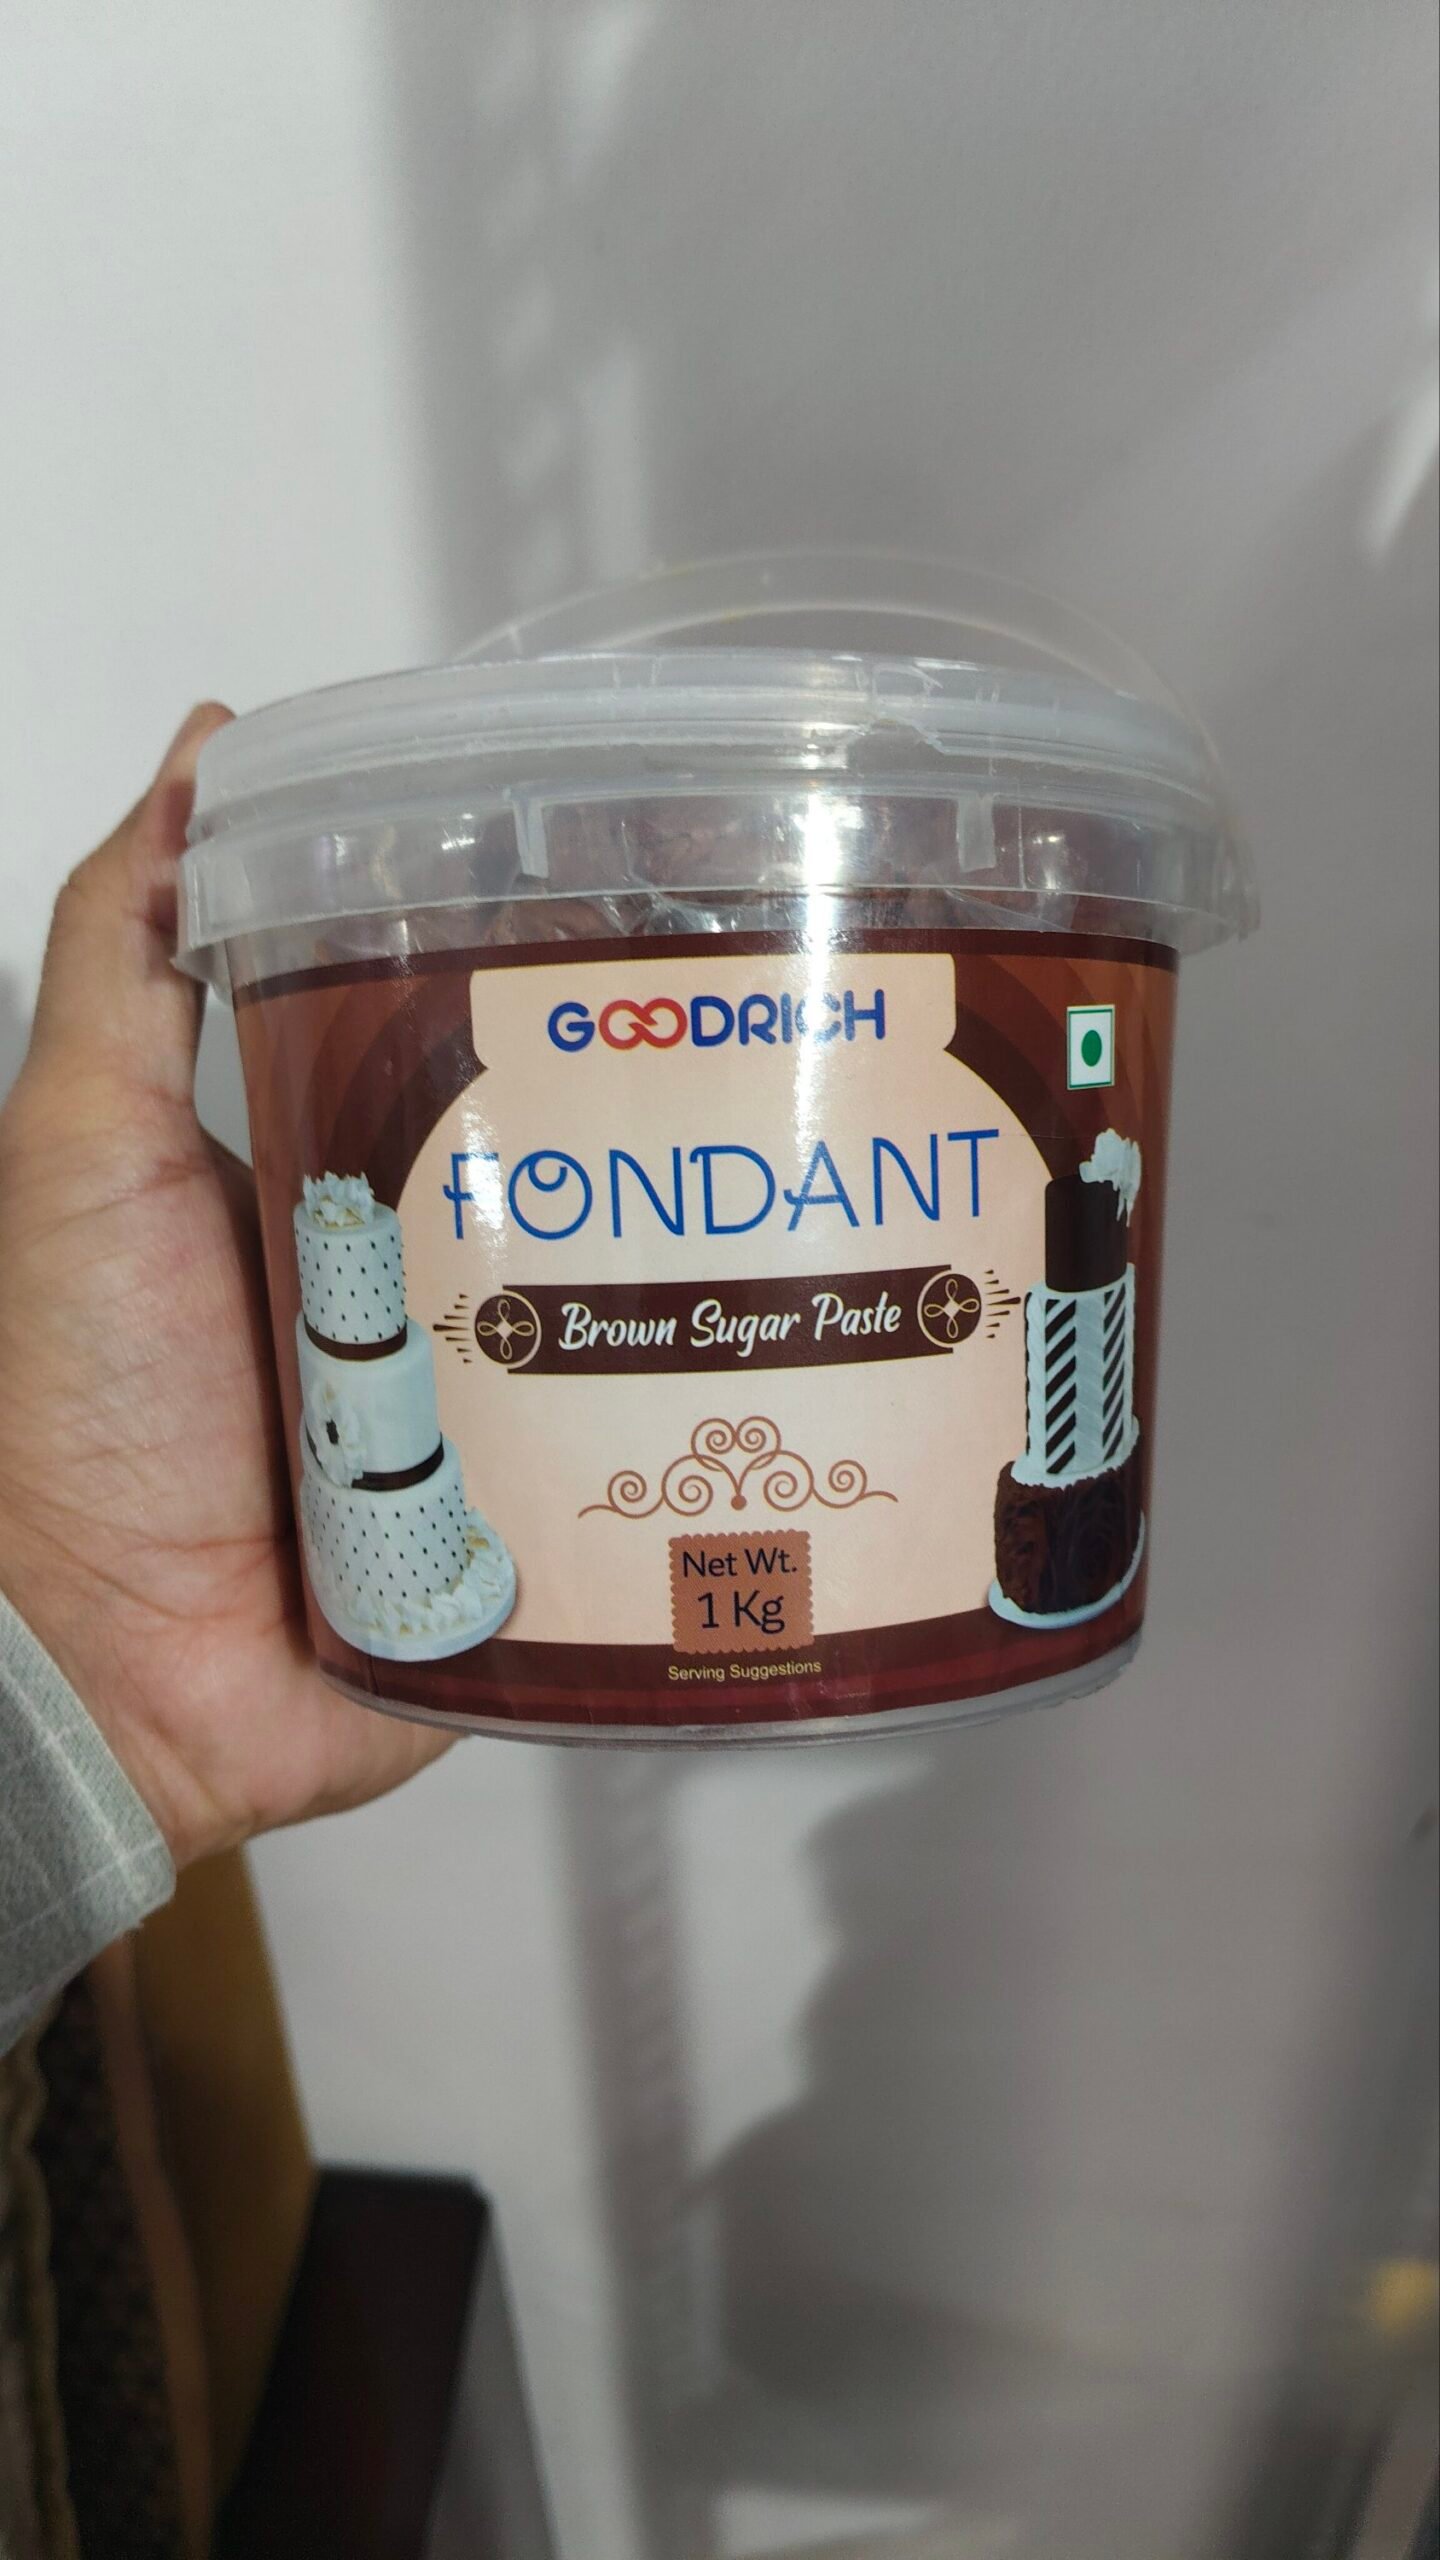 GOODRICH
FONDANT
Brown Sugar Paste
Net Wt.
1 Kg
Serving Suggestions